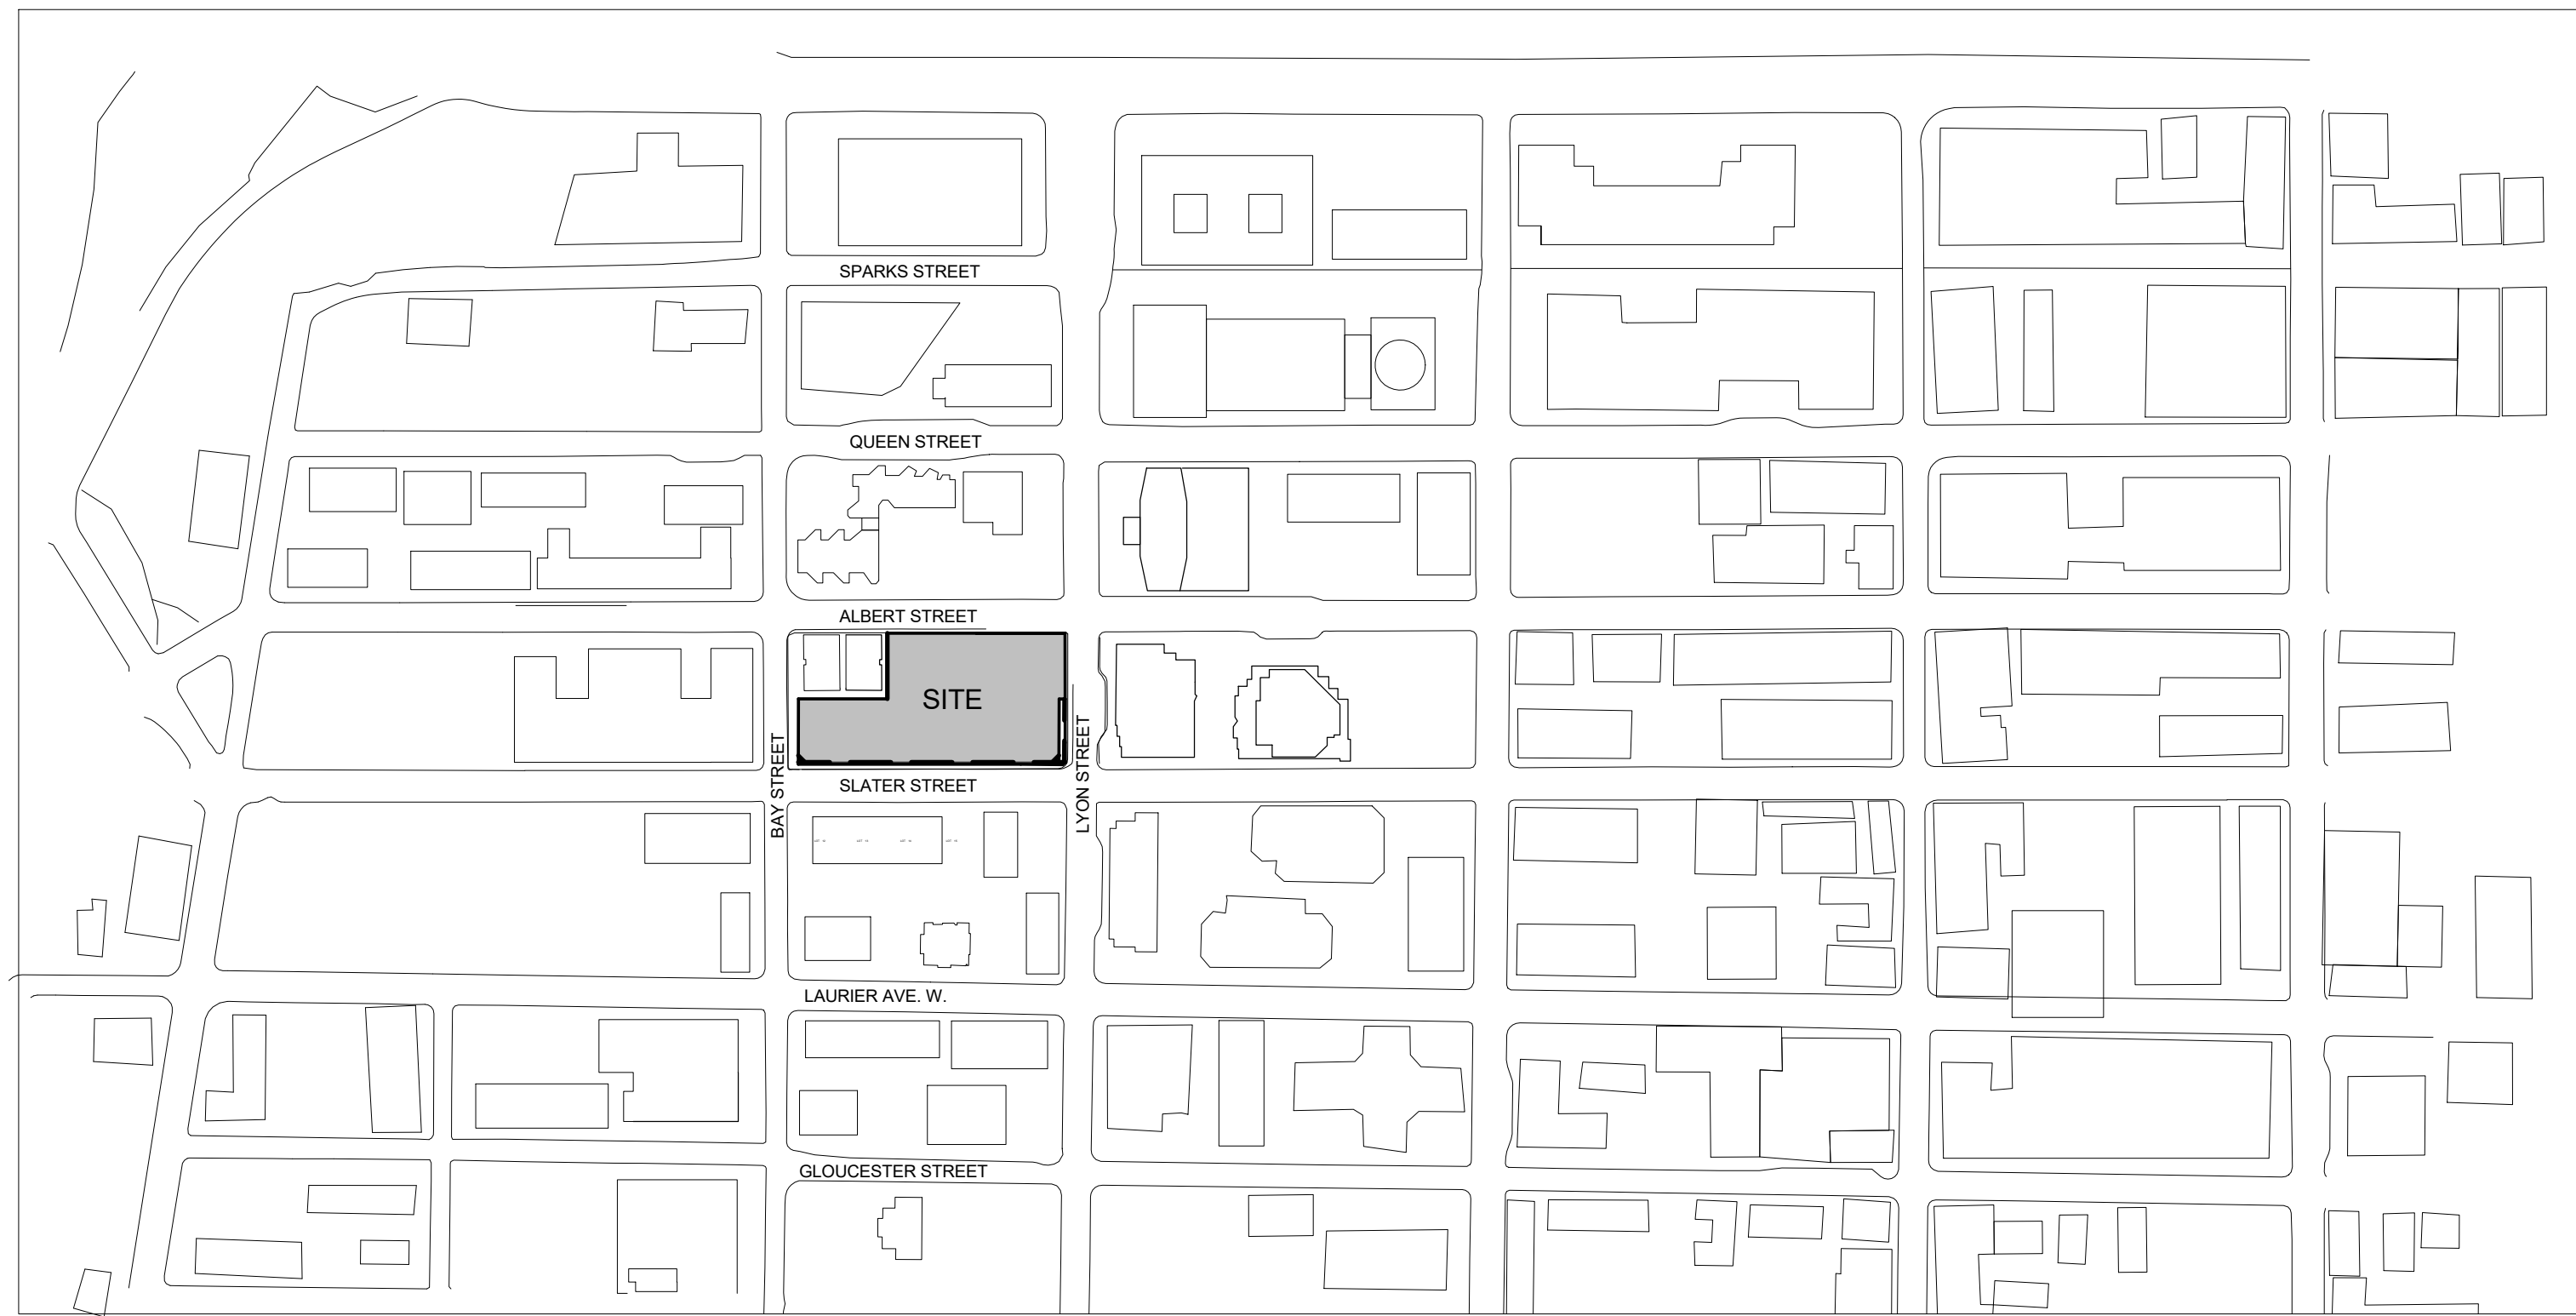 SPARKS STREET
QUEEN STREET
ALBERT STREET
SITE
BAY STREET
LYON STREET
SLATER STREET
LAURIER AVE. W.
GLOUCESTER STREET